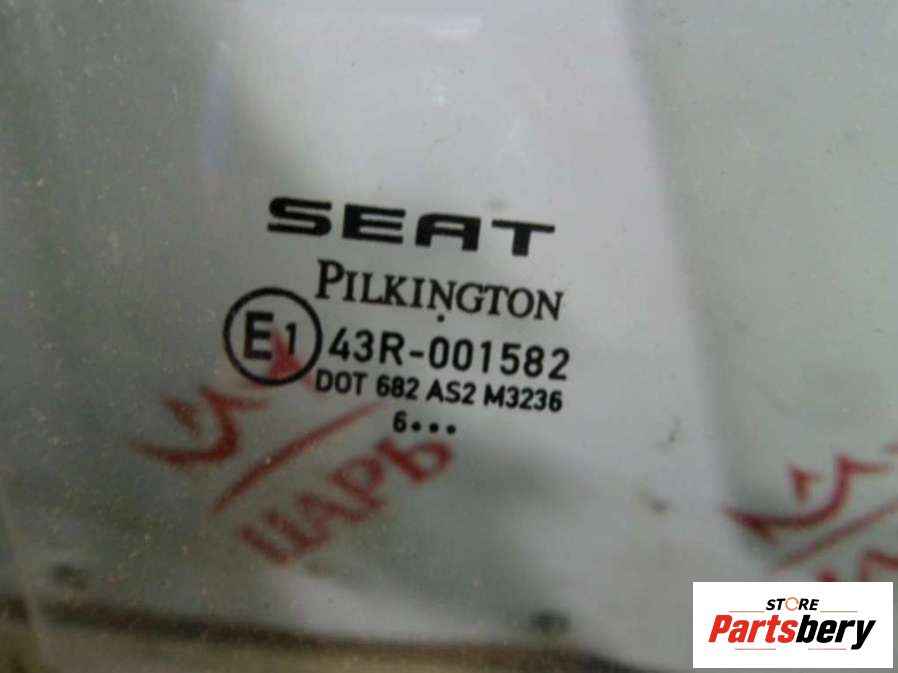 SEAT
PILKINGTON
E1 43R-001582
DOT 682 AS2 M3236
6•••
ЦАРЬ
STORE
Partsbery